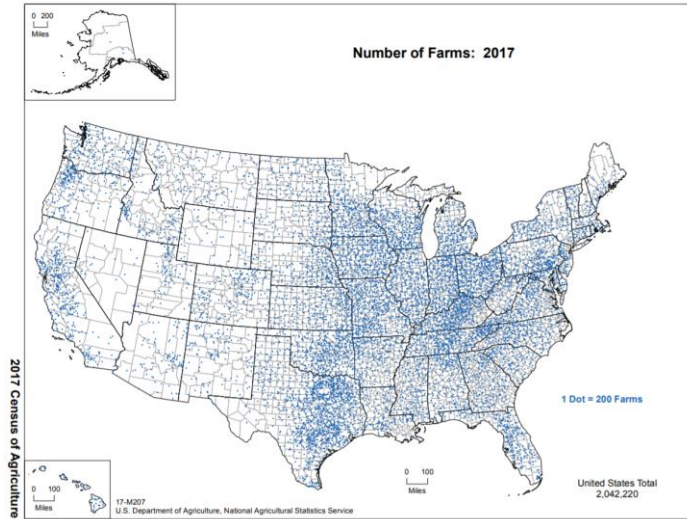 0 200
Miles
Number of Farms: 2017
1 Dot = 200 Farms
2017 Census of Agriculture
0 100
Miles
17-M207
U.S. Department of Agriculture, National Agricultural Statistics Service
0 100
Miles
United States Total
2,042,220